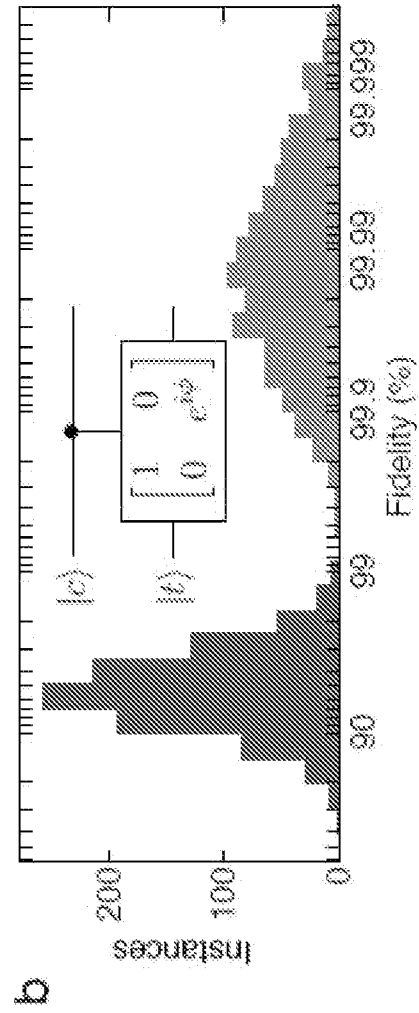 b
Instances
200
100
0
|c⟩
|t⟩
[1 0
0 e^{iϕ}]
90
99
99.9
99.99
99.999
Fidelity (%)